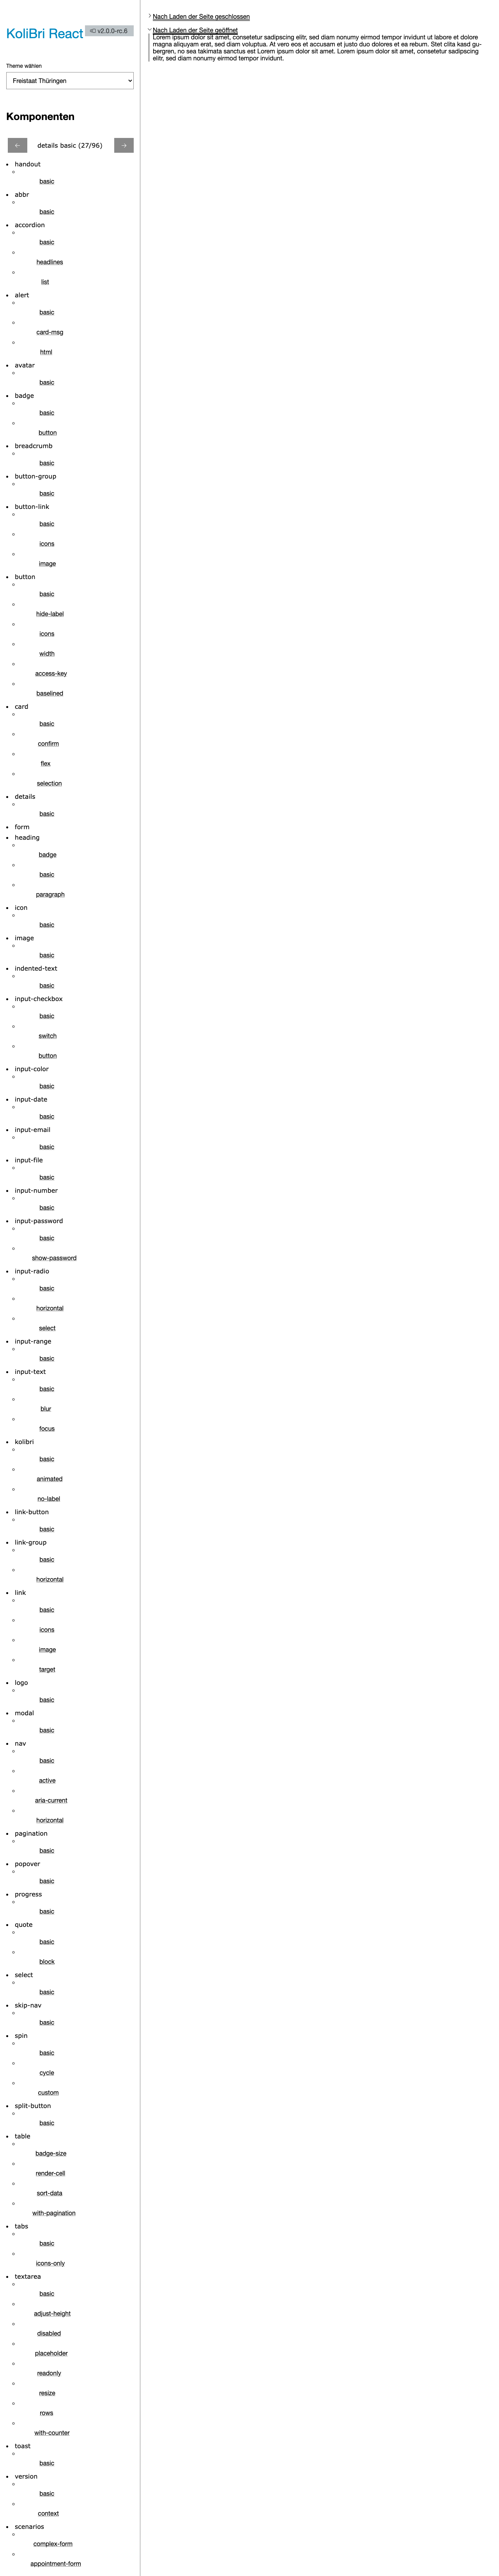 KoliBri React
v2.0.0-rc.6
Theme wählen
Freistaat Thüringen
Komponenten
details basic (27/96)
handout
basic
abbr
basic
accordion
basic
headlines
list
alert
basic
card-msg
html
avatar
basic
badge
basic
button
breadcrumb
basic
button-group
basic
button-link
basic
icons
image
button
basic
hide-label
icons
width
access-key
baselined
card
basic
confirm
flex
selection
details
basic
form
heading
badge
basic
paragraph
icon
basic
image
basic
indented-text
basic
input-checkbox
basic
switch
button
input-color
basic
input-date
basic
input-email
basic
input-file
basic
input-number
basic
input-password
basic
show-password
input-radio
basic
horizontal
select
input-range
basic
input-text
basic
blur
focus
kolibri
basic
animated
no-label
link-button
basic
link-group
basic
horizontal
link
basic
icons
image
target
logo
basic
modal
basic
nav
basic
active
aria-current
horizontal
pagination
basic
popover
basic
progress
basic
quote
basic
block
select
basic
skip-nav
basic
spin
basic
cycle
custom
split-button
basic
table
badge-size
render-cell
sort-data
with-pagination
tabs
basic
icons-only
textarea
basic
adjust-height
disabled
placeholder
readonly
resize
rows
with-counter
toast
basic
version
basic
context
scenarios
complex-form
appointment-form
Nach Laden der Seite geschlossen
Nach Laden der Seite geöffnet
Lorem ipsum dolor sit amet, consetetur sadipscing elitr, sed diam nonumy eirmod tempor invidunt ut labore et dolore
magna aliquyam erat, sed diam voluptua. At vero eos et accusam et justo duo dolores et ea rebum. Stet clita kasd gu-
bergren, no sea takimata sanctus est Lorem ipsum dolor sit amet. Lorem ipsum dolor sit amet, consetetur sadipscing
elitr, sed diam nonumy eirmod tempor invidunt.